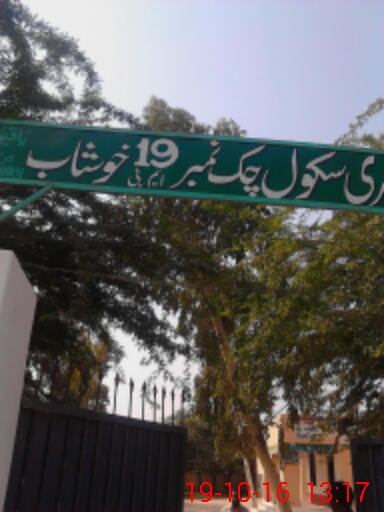 ری سکول چک نمبر 19 ایم بی خوشاب
19-10-16 13:17